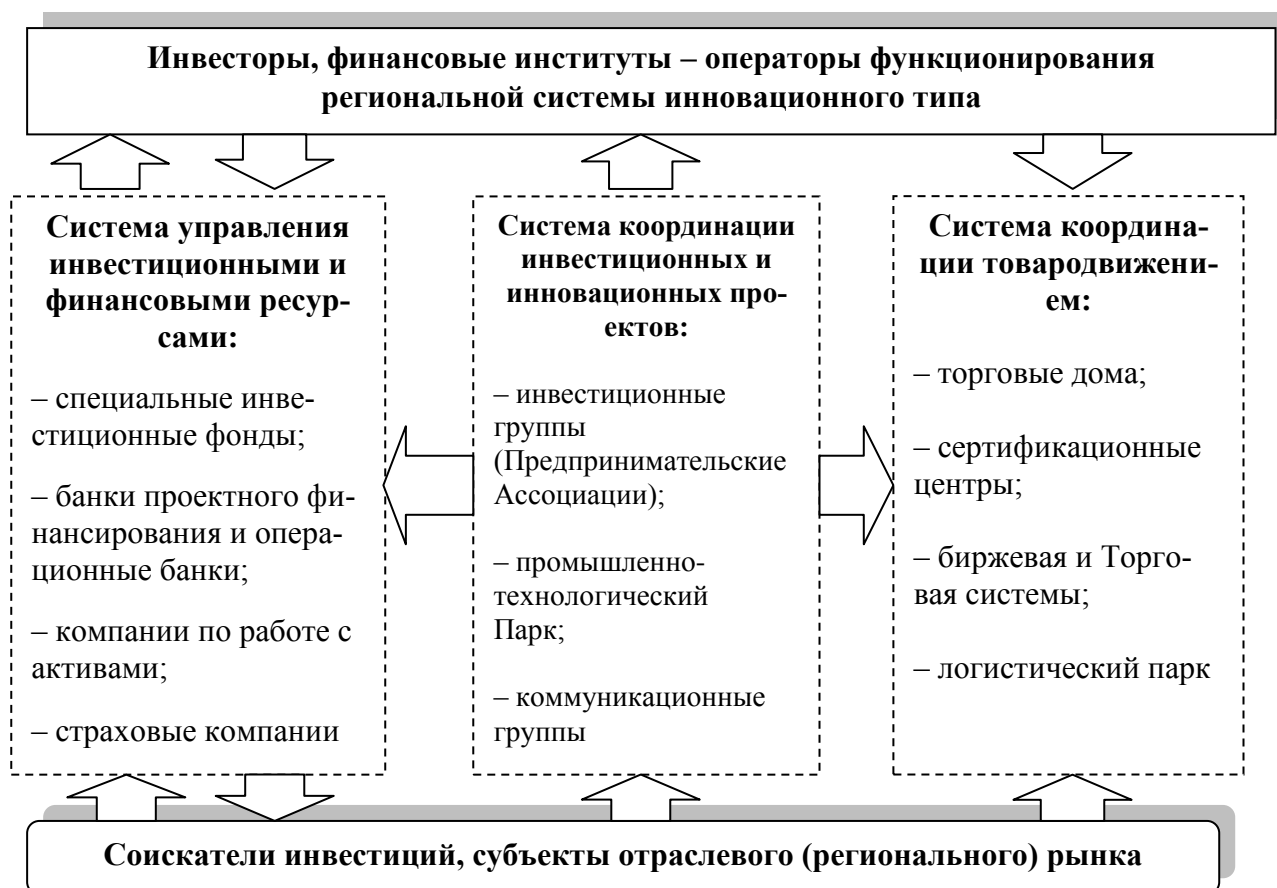 Инвесторы, финансовые институты – операторы функционирования
региональной системы инновационного типа
Система управления
инвестиционными и
финансовыми ресур-
сами:
– специальные инве-
стиционные фонды;
– банки проектного фи-
нансирования и опера-
ционные банки;
– компании по работе с
активами;
– страховые компании
Система координации
инвестиционных и
инновационных про-
ектов:
– инвестиционные
группы
(Предпринимательские
Ассоциации);
– промышленно-
технологический
Парк;
– коммуникационные
группы
Система координа-
ции товародвижени-
ем:
– торговые дома;
– сертификационные
центры;
– биржевая и Торго-
вая системы;
– логистический парк
Соискатели инвестиций, субъекты отраслевого (регионального) рынка